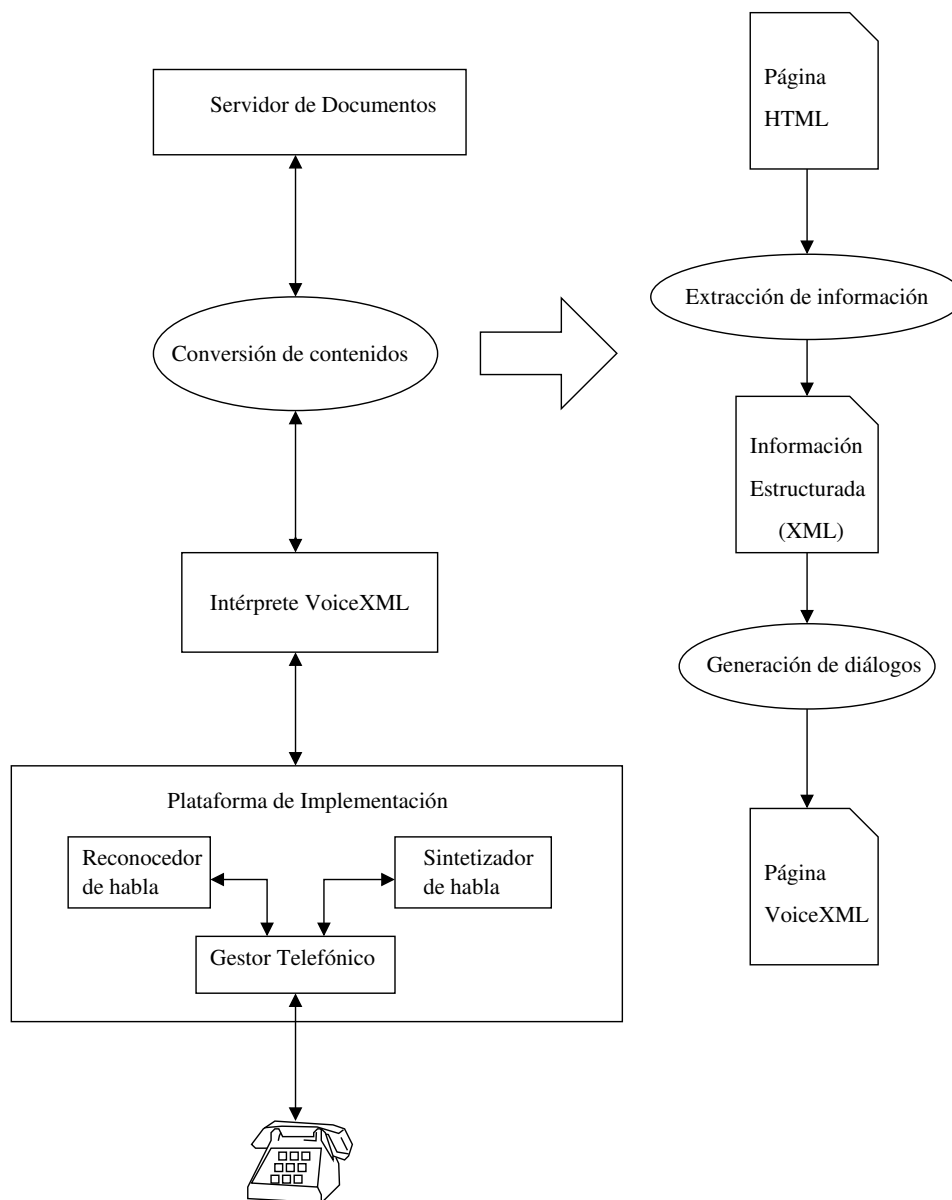 Servidor de Documentos
Conversión de contenidos
Intérprete VoiceXML
Plataforma de Implementación
Reconocedor
de habla
Sintetizador
de habla
Gestor Telefónico
Página
HTML
Extracción de información
Información
Estructurada
(XML)
Generación de diálogos
Página
VoiceXML